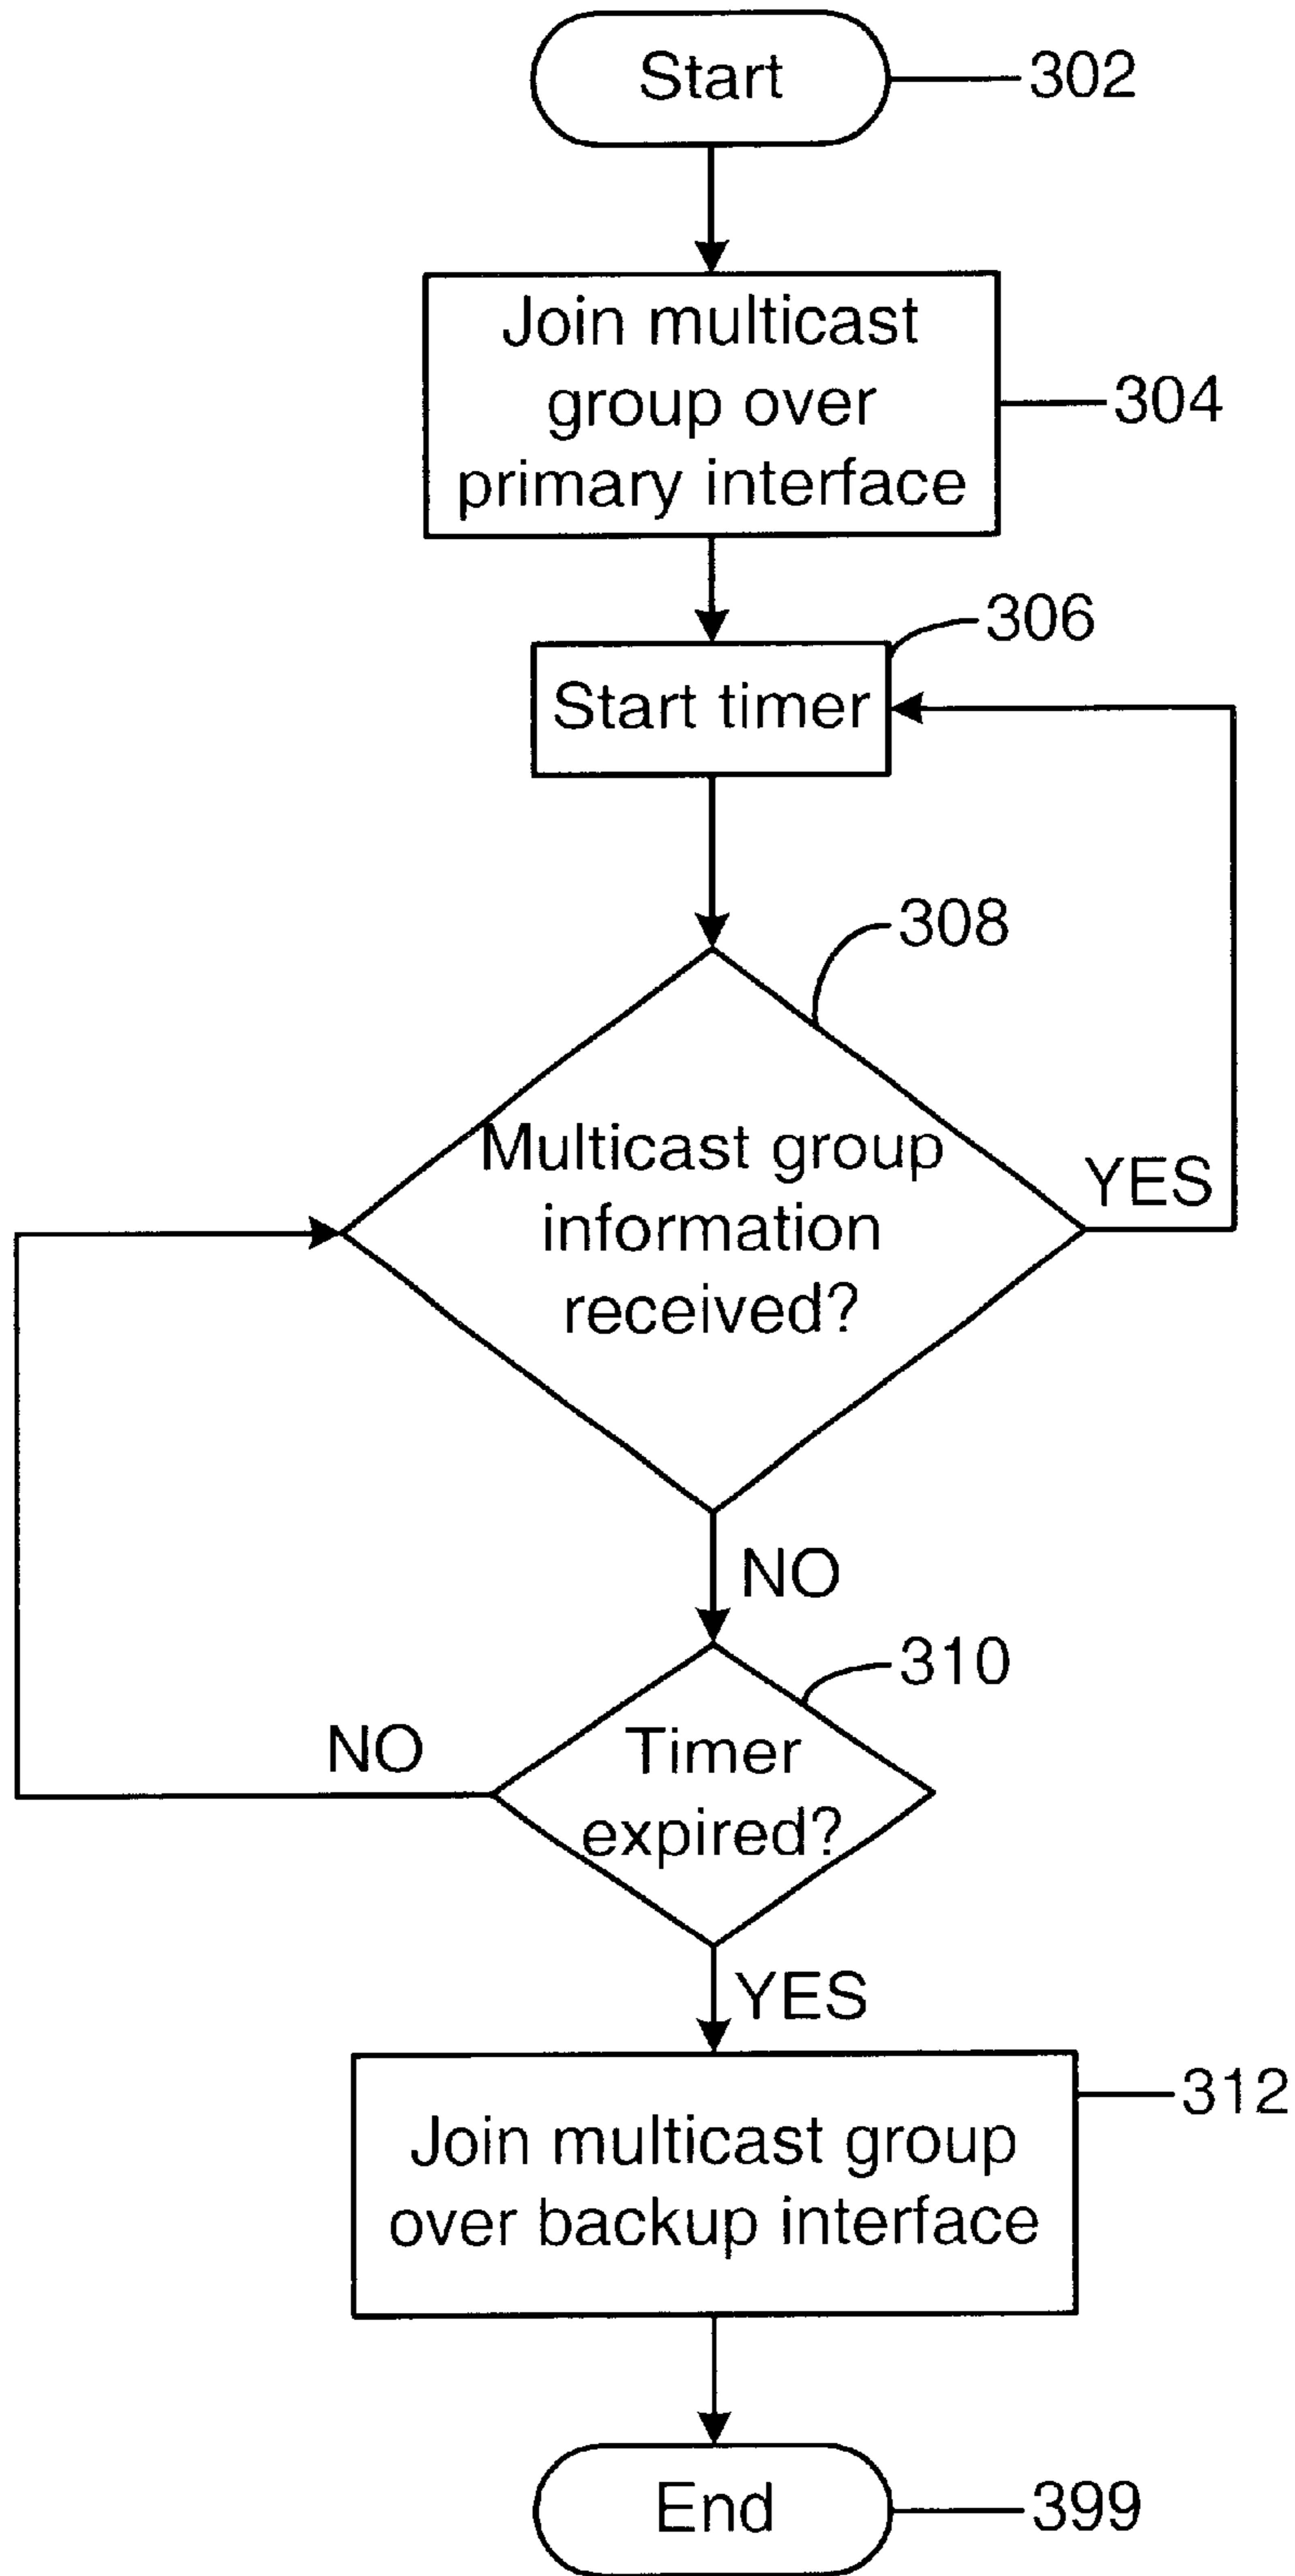 Start
302
Join multicast
group over
primary interface
304
306
Start timer
308
Multicast group
information
received?
YES
NO
310
NO
Timer
expired?
YES
312
Join multicast group
over backup interface
End
399